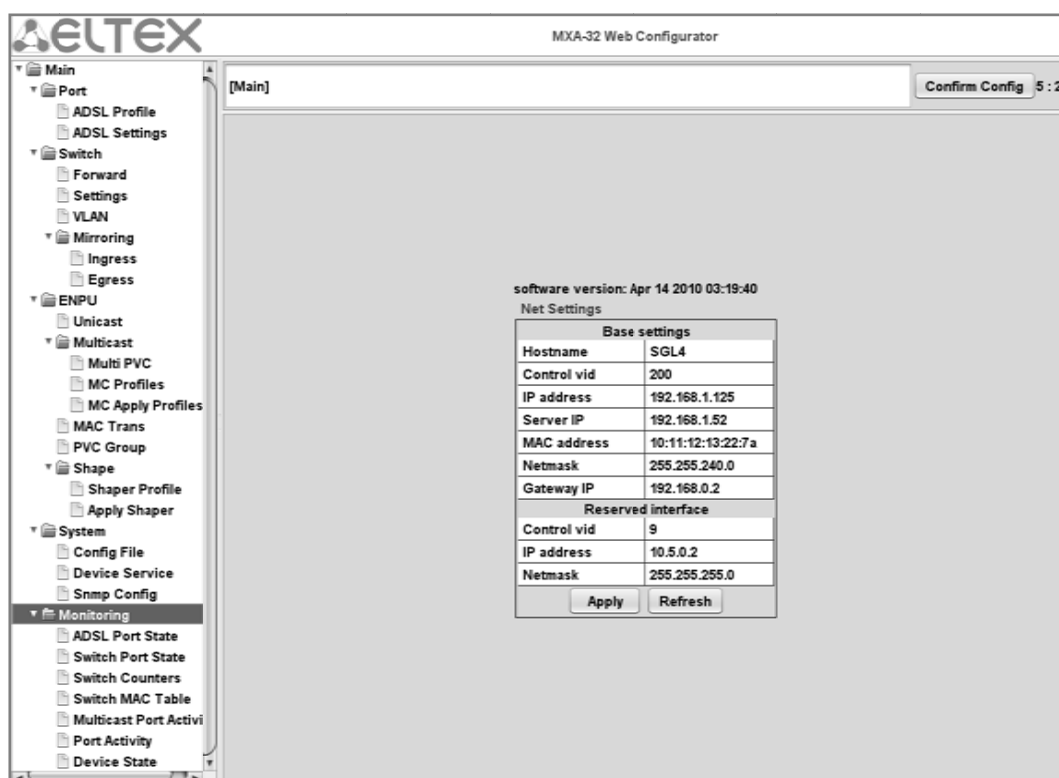 ELTEX
MXA-32 Web Configurator
Main
Port
ADSL Profile
ADSL Settings
Switch
Forward
Settings
VLAN
Mirroring
Ingress
Egress
ENPU
Unicast
Multicast
Multi PVC
MC Profiles
MC Apply Profiles
MAC Trans
PVC Group
Shape
Shaper Profile
Apply Shaper
System
Config File
Device Service
Snmp Config
Monitoring
ADSL Port State
Switch Port State
Switch Counters
Switch MAC Table
Multicast Port Activi
Port Activity
Device State
[Main]
Confirm Config 5 : 2
software version: Apr 14 2010 03:19:40
Net Settings
Base settings
Hostname SGL4
Control vid 200
IP address 192.168.1.125
Server IP 192.168.1.52
MAC address 10:11:12:13:22:7a
Netmask 255.255.240.0
Gateway IP 192.168.0.2
Reserved interface
Control vid 9
IP address 10.5.0.2
Netmask 255.255.255.0
Apply Refresh